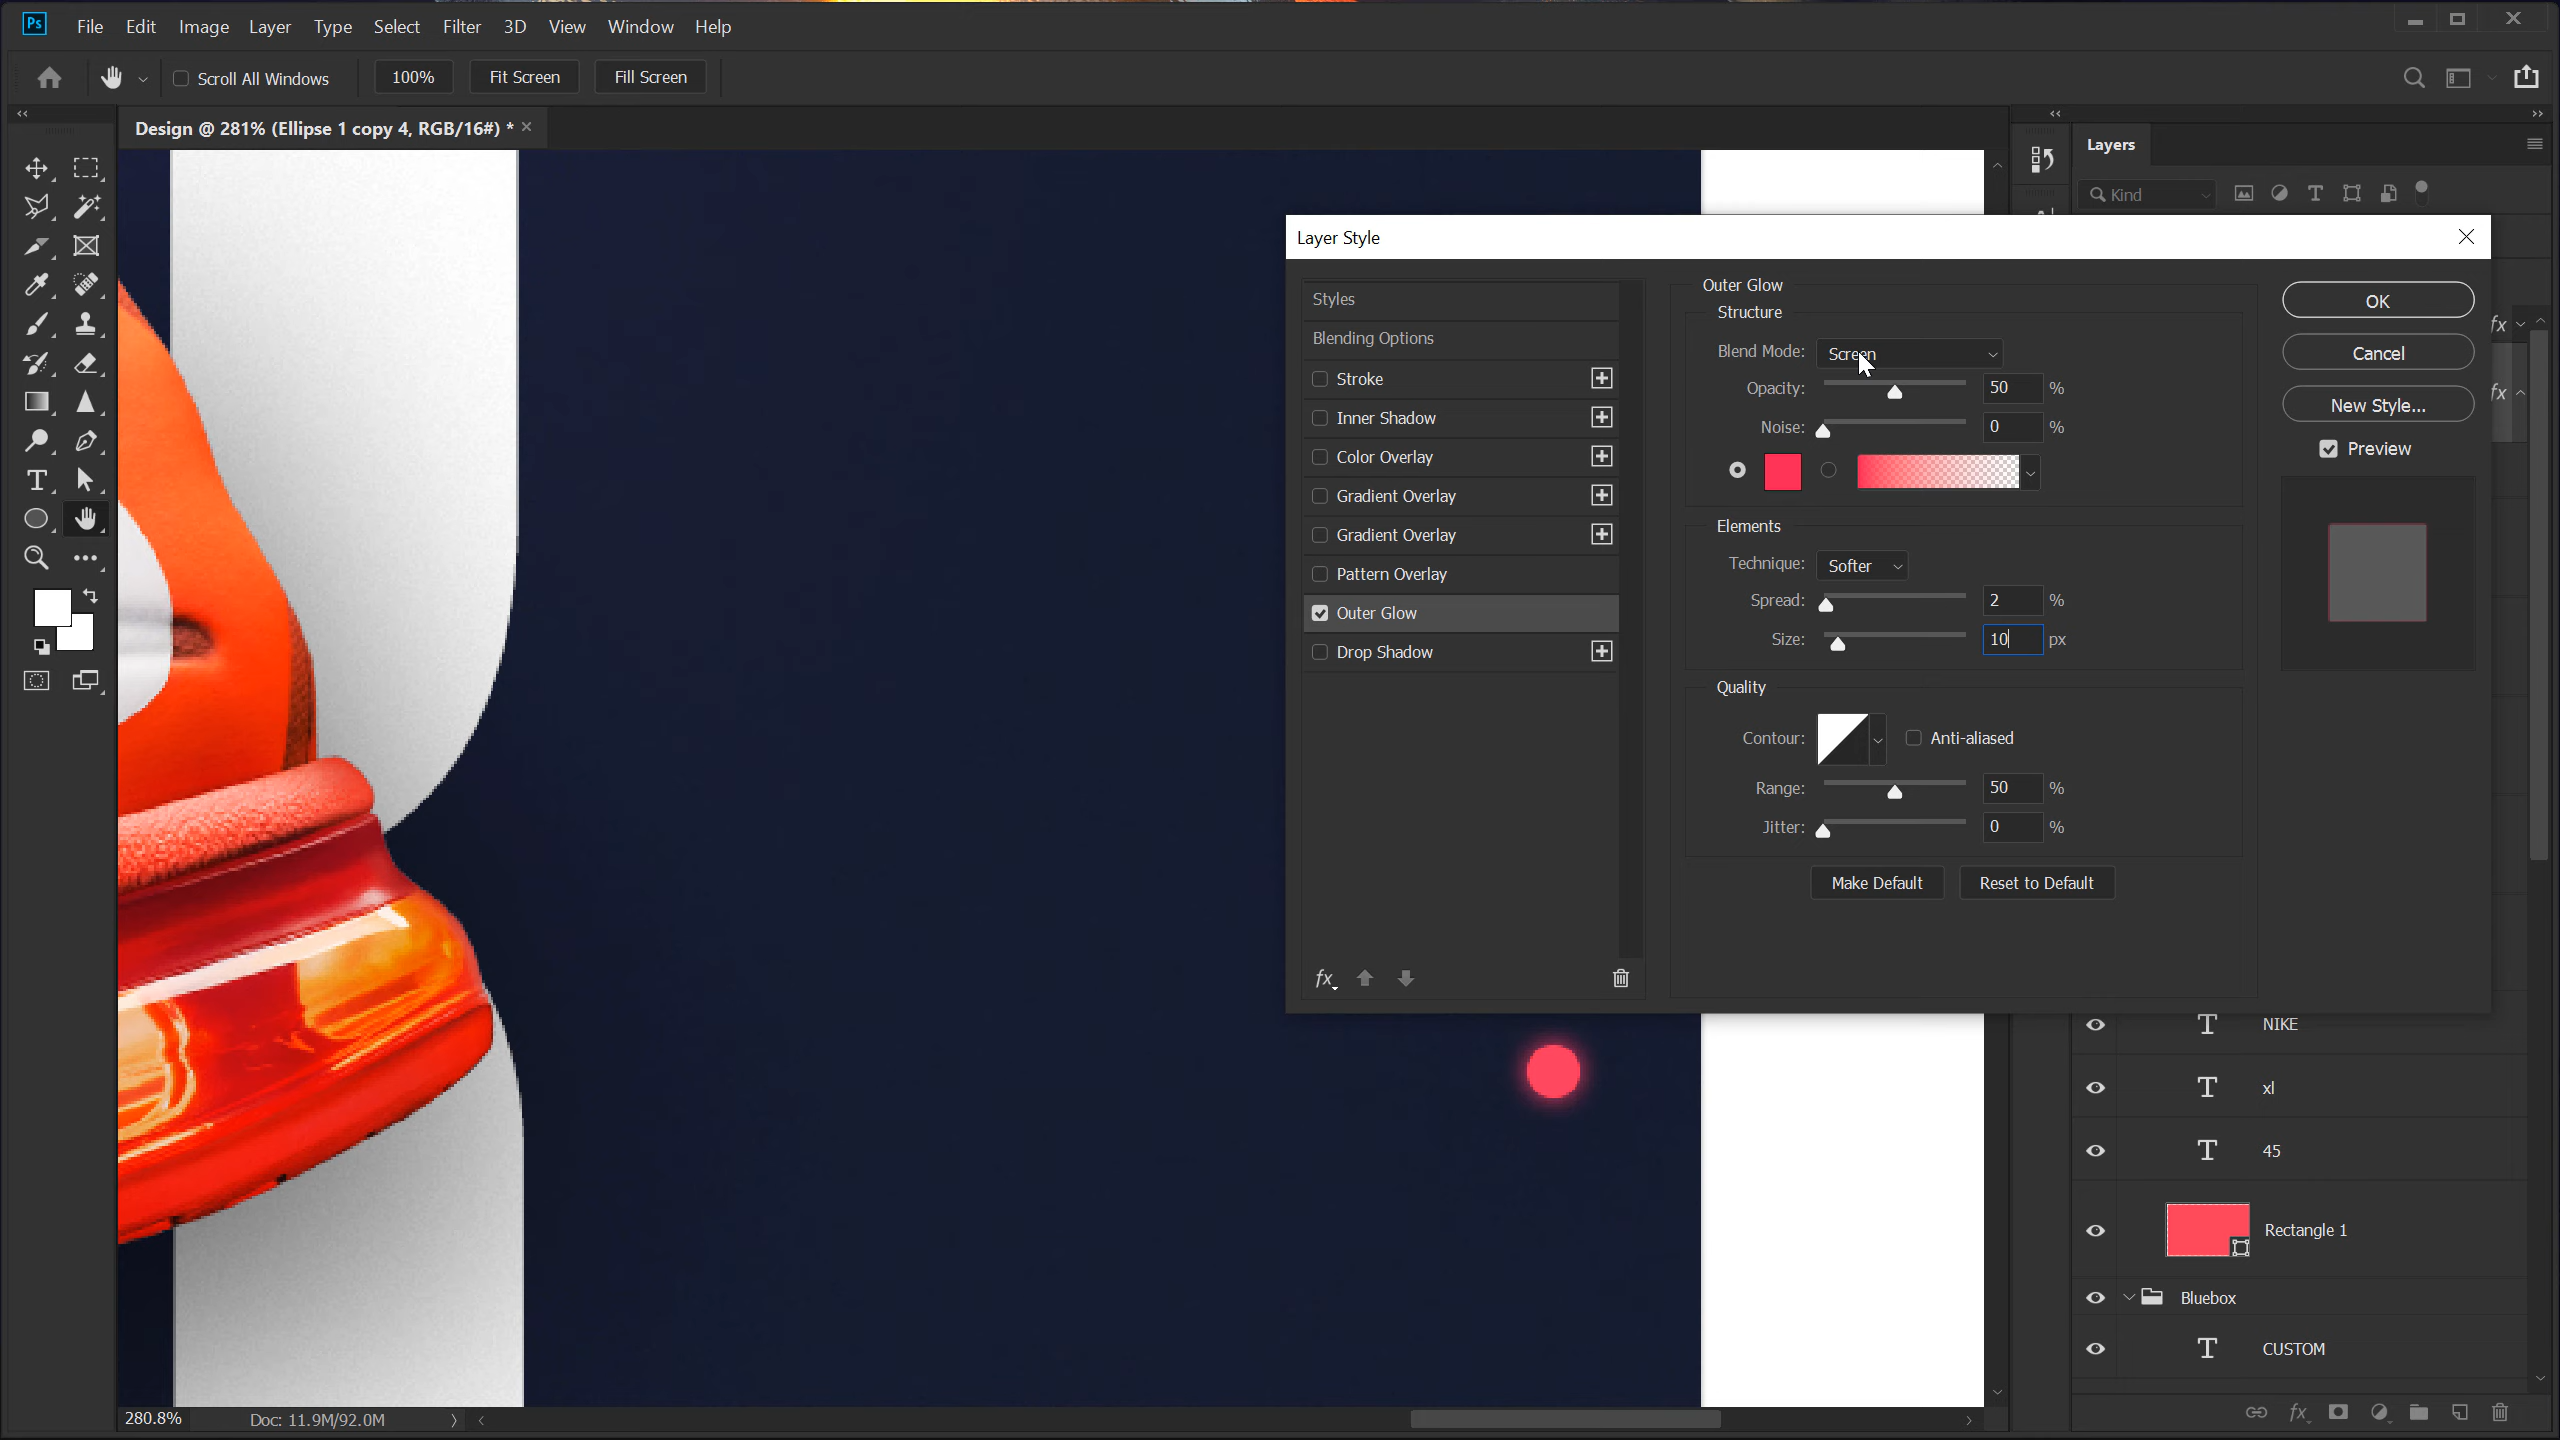 Ps File Edit Image Layer Type Select Filter 3D View Window Help
Scroll All Windows 100% Fit Screen Fill Screen
Design @ 281% (Ellipse 1 copy 4, RGB/16#) * ×
Layers
Kind
Layer Style
Styles
Blending Options
Stroke
Inner Shadow
Color Overlay
Gradient Overlay
Gradient Overlay
Pattern Overlay
Outer Glow
Drop Shadow
fx
Outer Glow
Structure
Blend Mode: Screen
Opacity: 50 %
Noise: 0 %
Elements
Technique: Softer
Spread: 2 %
Size: 10 px
Quality
Contour: Anti-aliased
Range: 50 %
Jitter: 0 %
Make Default Reset to Default
OK
Cancel
New Style...
Preview
fx
fx
T NIKE
T xl
T 45
Rectangle 1
Bluebox
T CUSTOM
fx
280.8% Doc: 11.9M/92.0M